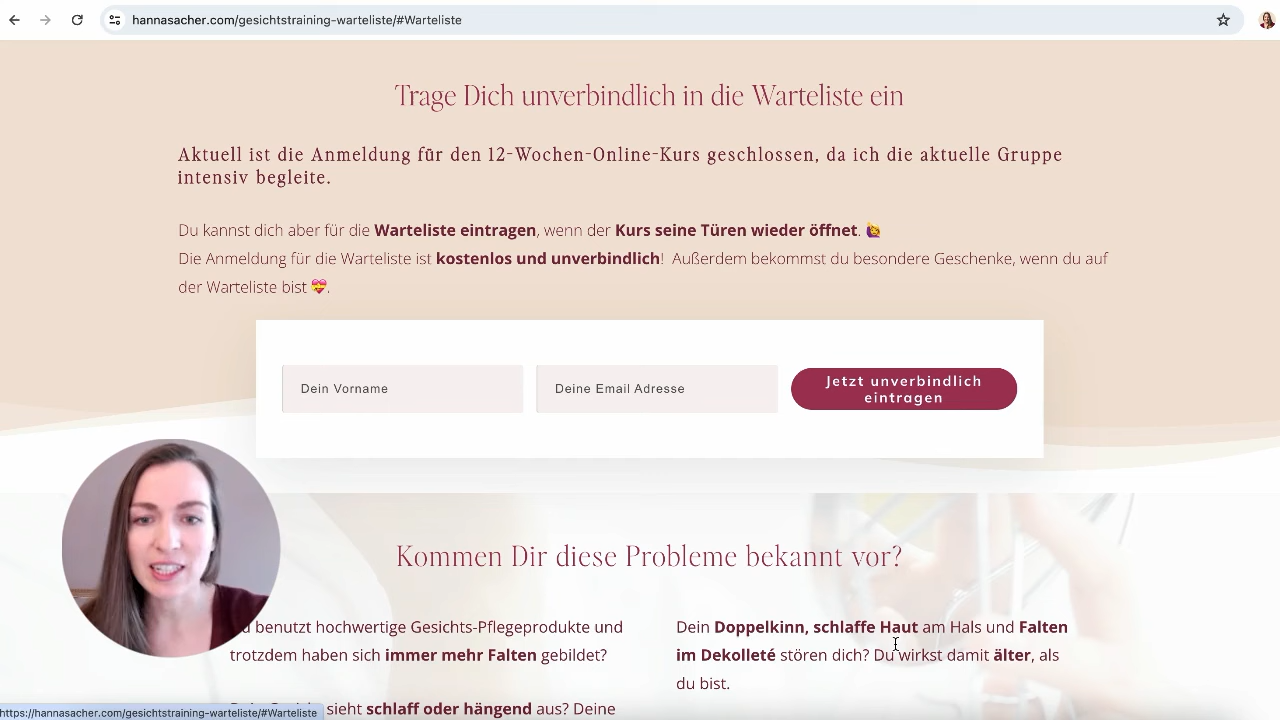 hannasacher.com/gesichtstraining-warteliste/#Warteliste
Trage Dich unverbindlich in die Warteliste ein
Aktuell ist die Anmeldung für den 12-Wochen-Online-Kurs geschlossen, da ich die aktuelle Gruppe
intensiv begleite.
Du kannst dich aber für die Warteliste eintragen, wenn der Kurs seine Türen wieder öffnet. 🙋
Die Anmeldung für die Warteliste ist kostenlos und unverbindlich! Außerdem bekommst du besondere Geschenke, wenn du auf
der Warteliste bist 💝.
Dein Vorname
Deine Email Adresse
Jetzt unverbindlich
eintragen
Kommen Dir diese Probleme bekannt vor?
benutzt hochwertige Gesichts-Pflegeprodukte und
trotzdem haben sich immer mehr Falten gebildet?
sieht schlaff oder hängend aus? Deine
Dein Doppelkinn, schlaffe Haut am Hals und Falten
im Dekolleté stören dich? Du wirkst damit älter, als
du bist.
https://hannasacher.com/gesichtstraining-warteliste/#Warteliste